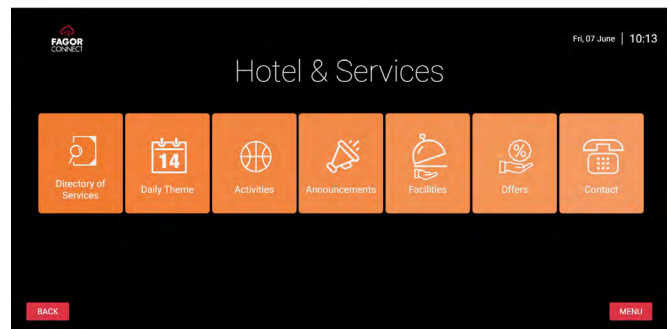 FAGOR
CONNECT
Fri, 07 June | 10:13
Hotel & Services
14
Directory of
Services
Daily Theme
Activities
Announcements
Facilities
%
Offers
Contact
BACK
MENU